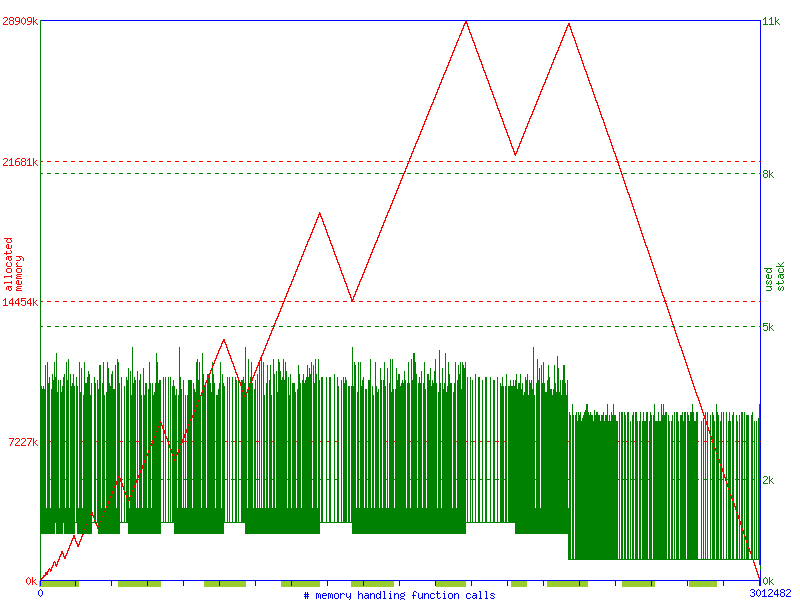 28909k
11k
21681k
8k
allocated
memory
used
stack
14454k
5k
7227k
2k
0k
0k
0
# memory handling function calls
3012482